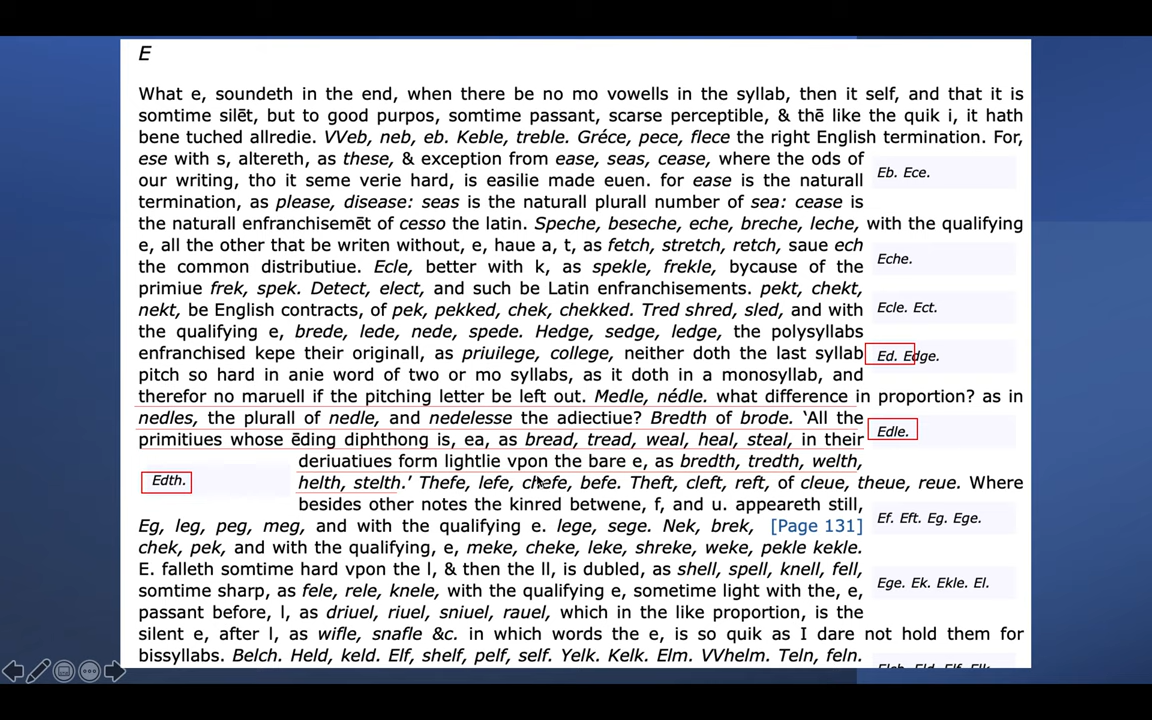 E
What e, soundeth in the end, when there be no mo vowells in the syllab, then it self, and that it is
somtime silēt, but to good purpos, somtime passant, scarse perceptible, & thē like the quik i, it hath
bene tuched allredie. VVeb, neb, eb. Keble, treble. Gréce, pece, flece the right English termination. For,
ese with s, altereth, as these, & exception from ease, seas, cease, where the ods of
Eb. Ece.
our writing, tho it seme verie hard, is easilie made euen. for ease is the naturall
termination, as please, disease: seas is the naturall plurall number of sea: cease is
the naturall enfranchisemēt of cesso the latin. Speche, beseche, eche, breche, leche, with the qualifying
e, all the other that be writen without, e, haue a, t, as fetch, stretch, retch, saue ech
Eche.
the common distributiue. Ecle, better with k, as spekle, frekle, bycause of the
primiue frek, spek. Detect, elect, and such be Latin enfranchisements. pekt, chekt,
Ecle. Ect.
nekt, be English contracts, of pek, pekked, chek, chekked. Tred shred, sled, and with
the qualifying e, brede, lede, nede, spede. Hedge, sedge, ledge, the polysyllabs
enfranchised kepe their originall, as priuilege, college, neither doth the last syllab
Ed. Edge.
pitch so hard in anie word of two or mo syllabs, as it doth in a monosyllab, and
therefor no maruell if the pitching letter be left out. Medle, nédle. what difference in proportion? as in
nedles, the plurall of nedle, and nedelesse the adiectiue? Bredth of brode. ‘All the
Edle.
primitiues whose ēding diphthong is, ea, as bread, tread, weal, heal, steal, in their
deriuatiues form lightlie vpon the bare e, as bredth, tredth, welth,
Edth.
helth, stelth.’ Thefe, lefe, chefe, befe. Theft, cleft, reft, of cleue, theue, reue. Where
besides other notes the kinred betwene, f, and u. appeareth still,
Ef. Eft. Eg. Ege.
Eg, leg, peg, meg, and with the qualifying e. lege, sege. Nek, brek, [Page 131]
chek, pek, and with the qualifying, e, meke, cheke, leke, shreke, weke, pekle kekle.
E. falleth somtime hard vpon the l, & then the ll, is dubled, as shell, spell, knell, fell,
Ege. Ek. Ekle. El.
somtime sharp, as fele, rele, knele, with the qualifying e, sometime light with the, e,
passant before, l, as driuel, riuel, sniuel, rauel, which in the like proportion, is the
silent e, after l, as wifle, snafle &c. in which words the e, is so quik as I dare not hold them for
bissyllabs. Belch. Held, keld. Elf, shelf, pelf, self. Yelk. Kelk. Elm. VVhelm. Teln, feln.
Elch. Eld. Elf. Elk.